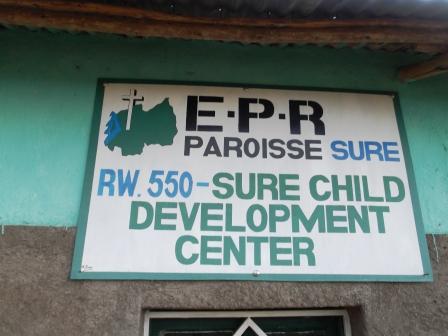 E·P·R
PAROISSE SURE
RW. 550-SURE CHILD
DEVELOPMENT
CENTER